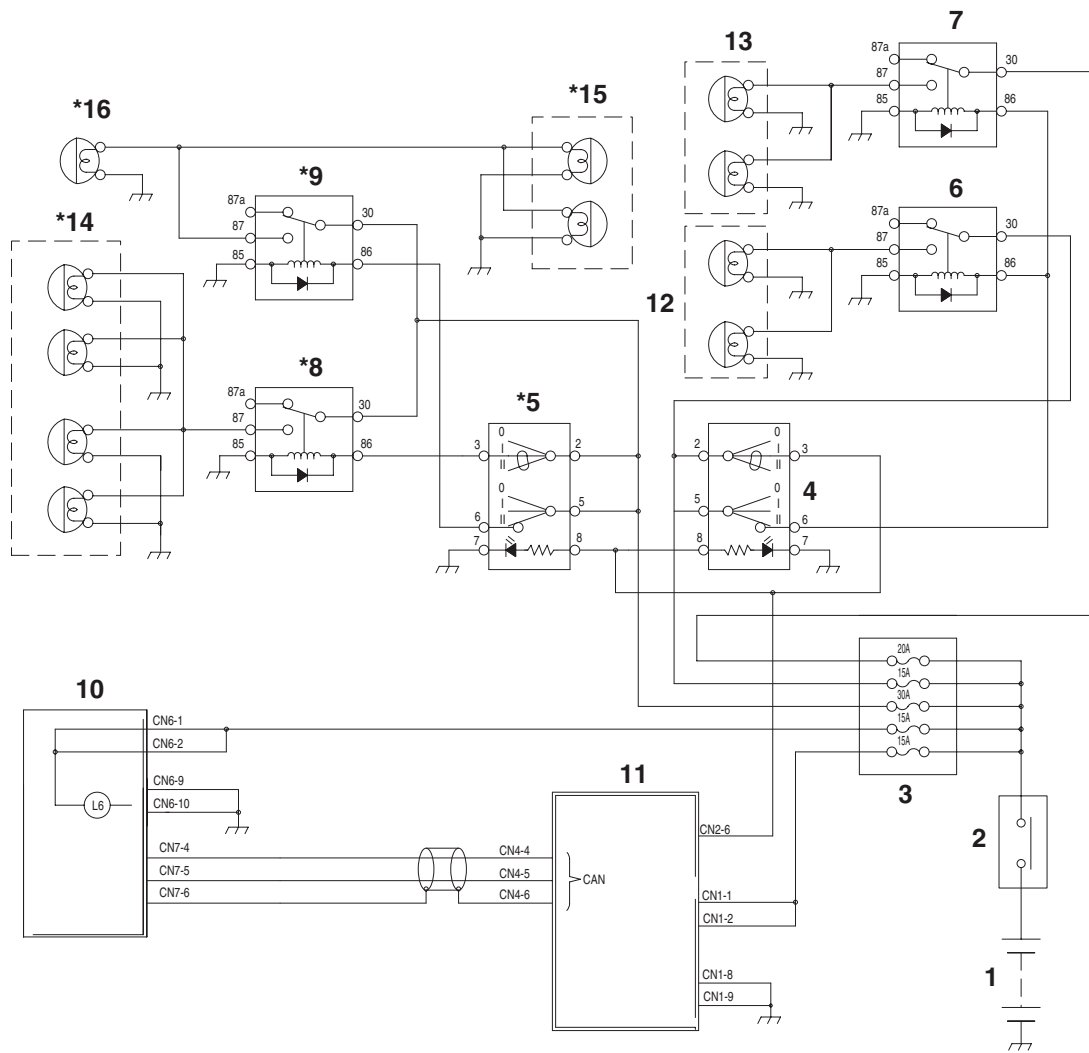 7
13
87a
30
87
85
86
*16
*15
*9
87a
30
87
85
86
6
87a
30
87
85
86
*14
12
*8
87a
30
87
85
86
*5
0
I
II
3
2
0
I
II
5
6
7
8
4
0
I
II
2
3
0
I
II
5
6
8
7
3
20A
15A
30A
15A
15A
10
CN6-1
CN6-2
CN6-9
CN6-10
L6
CN7-4
CN7-5
CN7-6
11
CN4-4
CN4-5
CN4-6
CAN
CN2-6
CN1-1
CN1-2
CN1-8
CN1-9
2
1